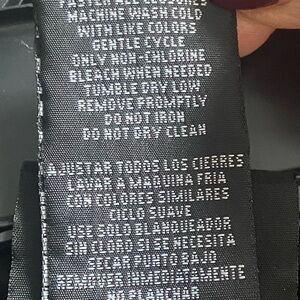 FASTEN ALL CLOSURES
MACHINE WASH COLD
WITH LIKE COLORS
GENTLE CYCLE
ONLY NON-CHLORINE
BLEACH WHEN NEEDED
TUMBLE DRY LOW
REMOVE PROMPTLY
DO NOT IRON
DO NOT DRY CLEAN
AJUSTAR TODOS LOS CIERRES
LAVAR A MAQUINA FRIA
CON COLORES SIMILARES
CICLO SUAVE
USE SOLO BLANQUEADOR
SIN CLORO SI SE NECESITA
SECAR PUNTO BAJO
REMOVER INMEDIATAMENTE
NO PLANCHAR